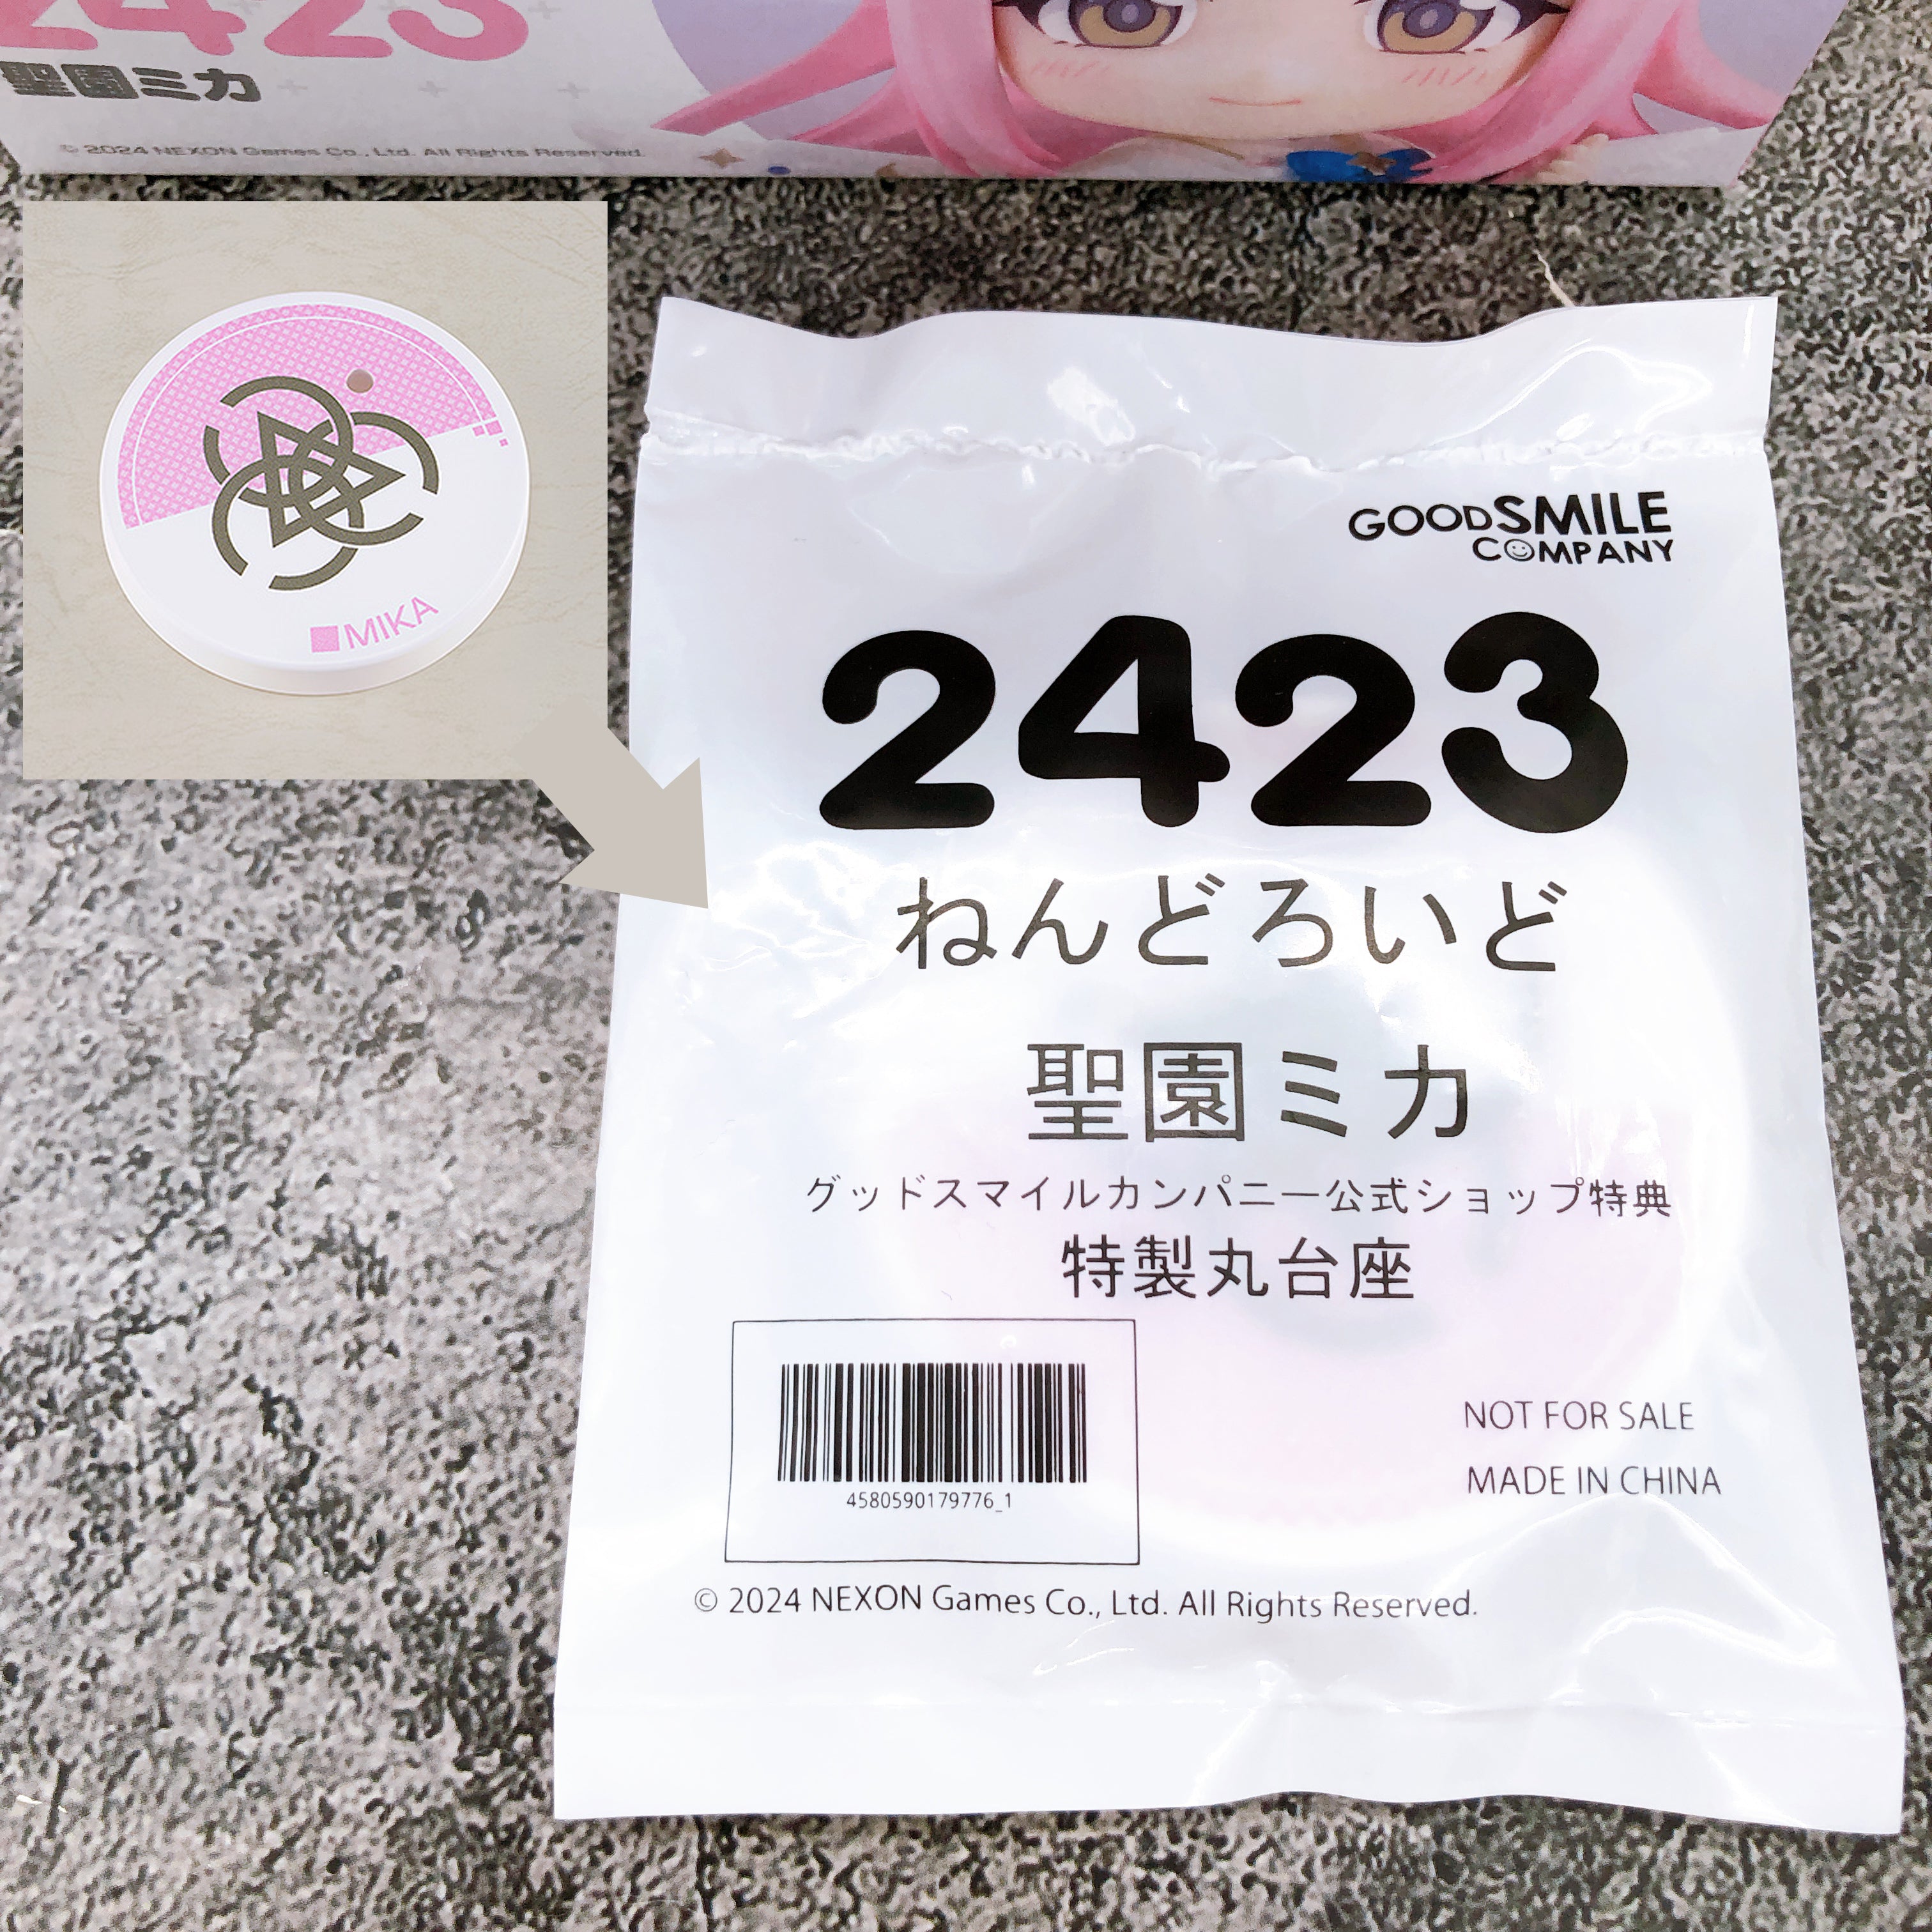 2423
聖園ミカ
© 2024 NEXON Games Co., Ltd. All Rights Reserved.
MIKA
GOODSMILE
COMPANY
2423
ねんどろいど
聖園ミカ
グッドスマイルカンパニー公式ショップ特典
特製丸台座
4580590179776_1
NOT FOR SALE
MADE IN CHINA
© 2024 NEXON Games Co., Ltd. All Rights Reserved.